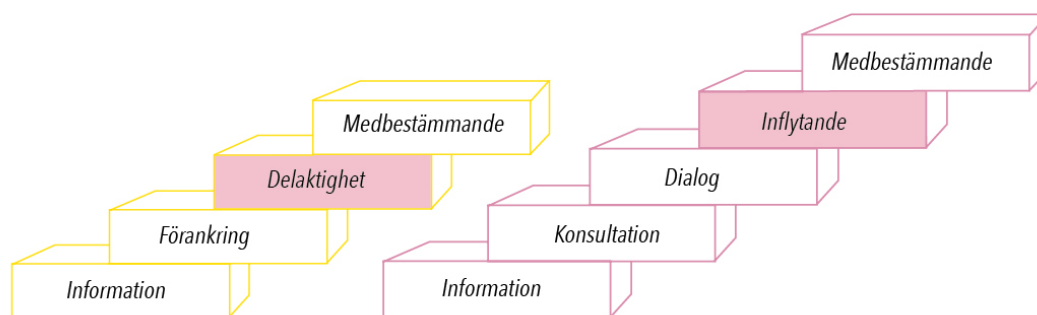 Medbestämmande
Delaktighet
Förankring
Information
Medbestämmande
Inflytande
Dialog
Konsultation
Information